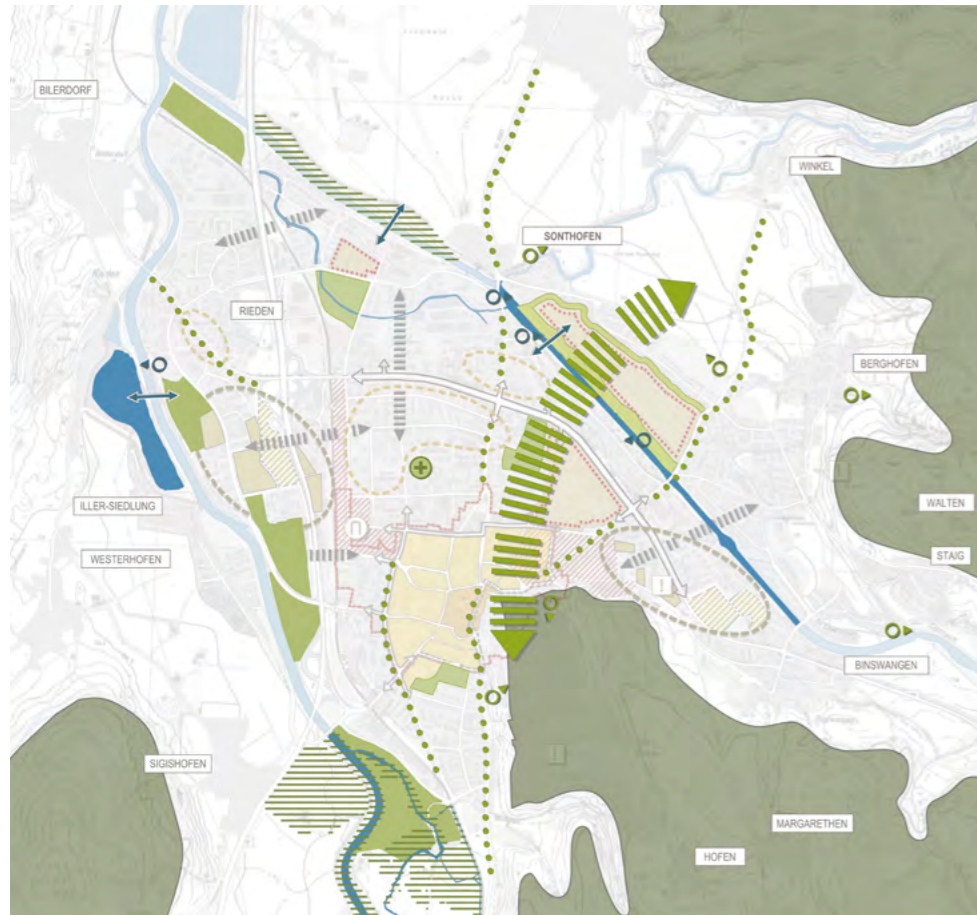 BILERDORF
WINKEL
SONTHOFEN
RIEDEN
BERGHOFEN
ILLER-SIEDLUNG
WALTEN
WESTERHOFEN
STAIG
BINSWANGEN
SIGISHOFEN
MARGARETHEN
HOFEN